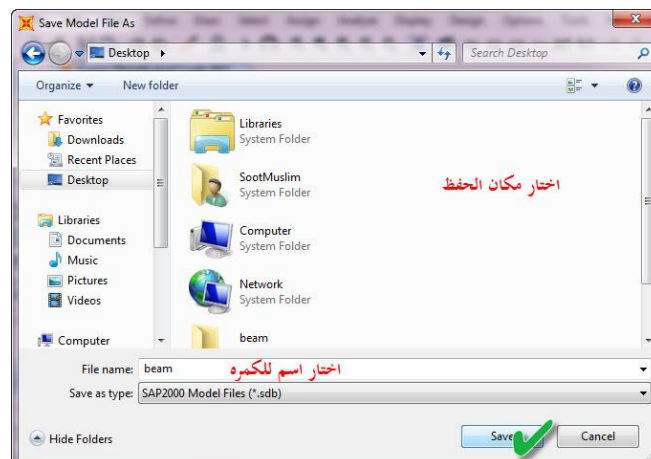 Save Model File As
Desktop
Search Desktop
Organize
New folder
Favorites
Downloads
Recent Places
Desktop
Libraries
Documents
Music
Pictures
Videos
Computer
Libraries
System Folder
SootMuslim
System Folder
Computer
System Folder
Network
System Folder
beam
اختار مكان الحفظ
File name: beam
اختار اسم للكمره
Save as type: SAP2000 Model Files (*.sdb)
Hide Folders
Save
Cancel